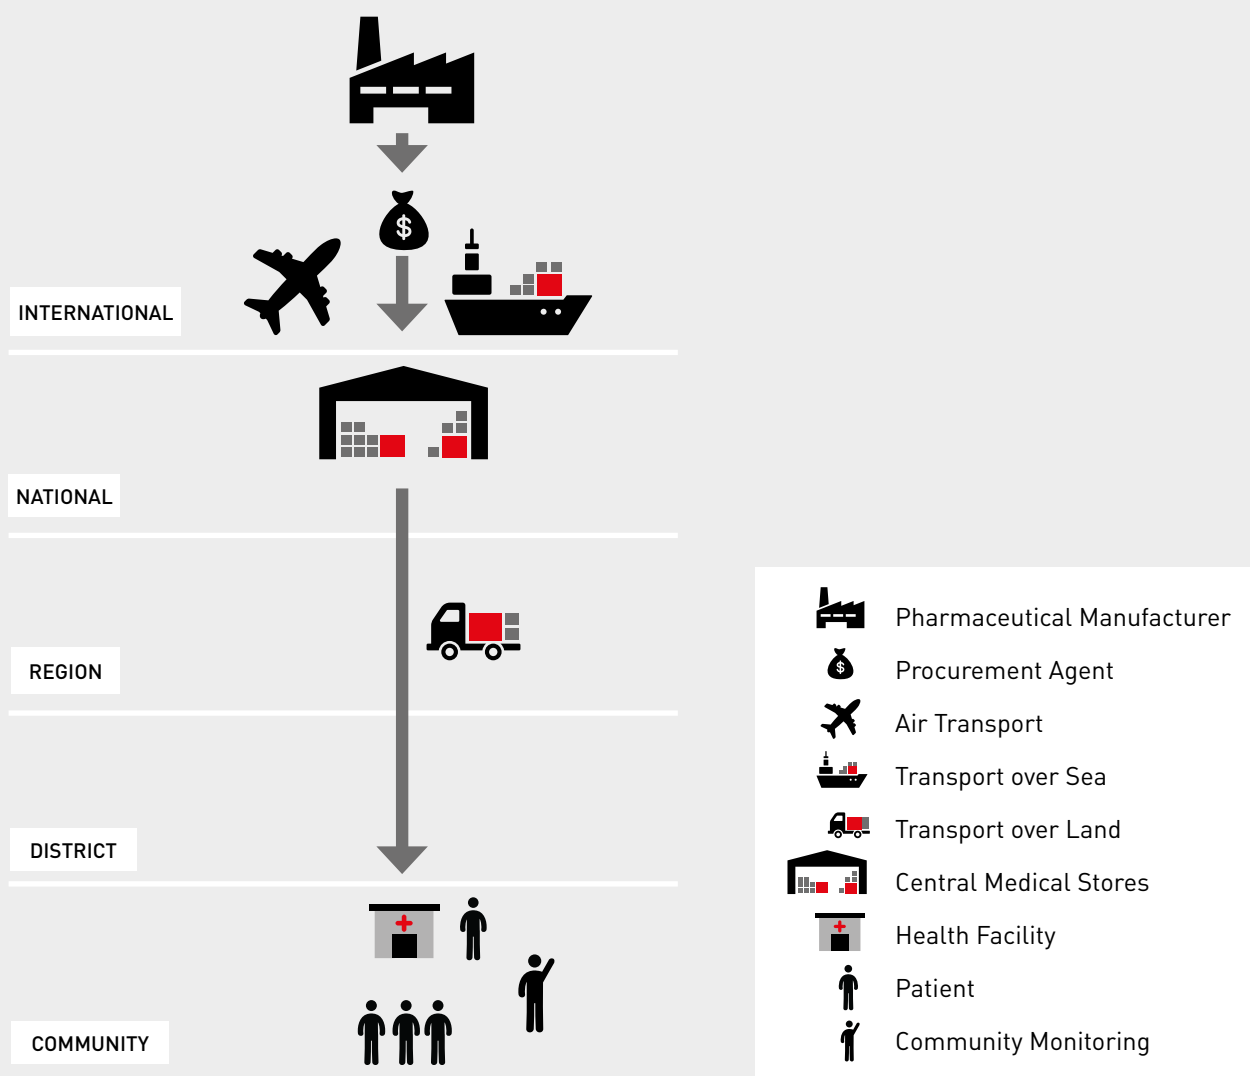 $
INTERNATIONAL
NATIONAL
REGION
DISTRICT
COMMUNITY
Pharmaceutical Manufacturer
$
Procurement Agent
Air Transport
Transport over Sea
Transport over Land
Central Medical Stores
Health Facility
Patient
Community Monitoring